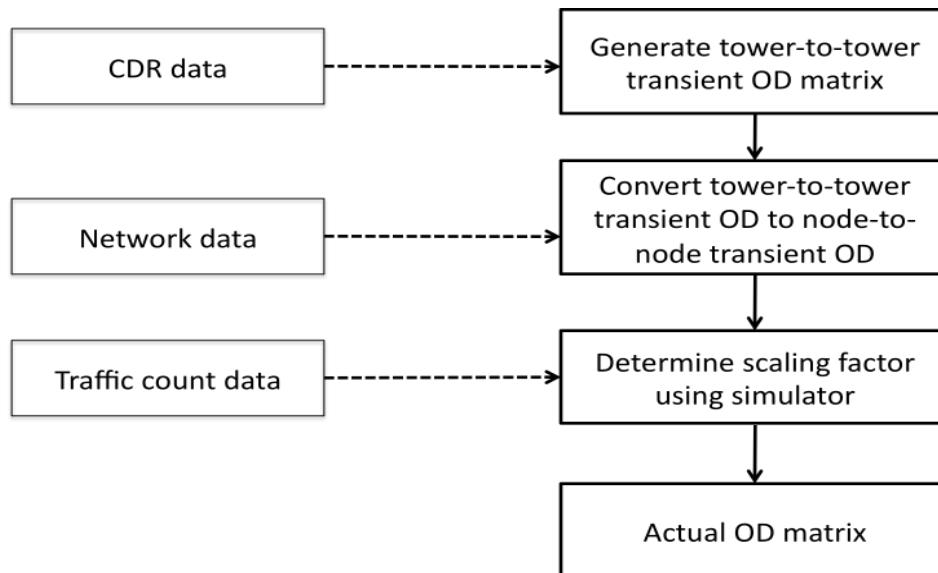 CDR data
Generate tower-to-tower
transient OD matrix
Network data
Convert tower-to-tower
transient OD to node-to-
node transient OD
Traffic count data
Determine scaling factor
using simulator
Actual OD matrix